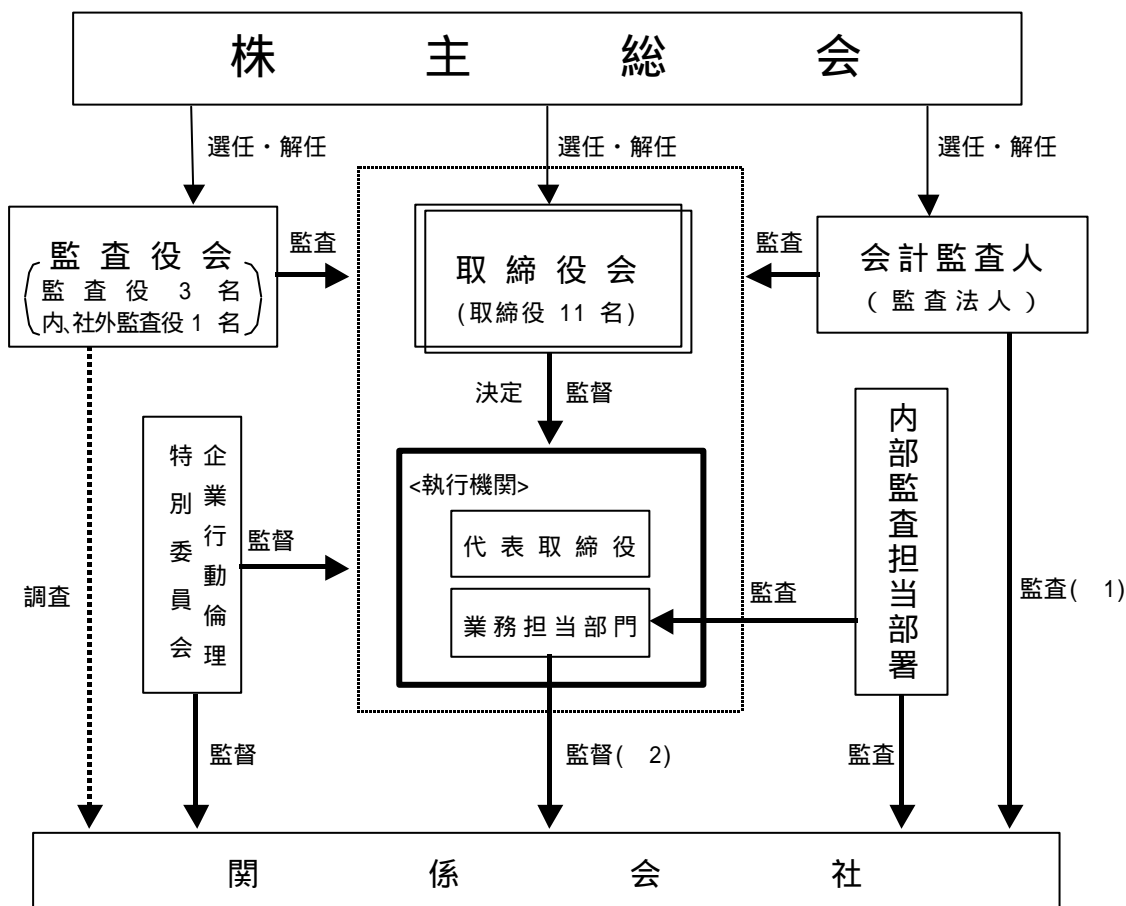 株主総会
選任・解任
選任・解任
選任・解任
監査役会
監査役3名
内、社外監査役1名
監査
取締役会
(取締役11名)
監査
会計監査人
(監査法人)
決定
監督
企業行動倫理
特別委員会
監督
<執行機関>
代表取締役
業務担当部門
監査
内部監査担当部署
調査
監査( 1)
監督
監督( 2)
監査
関係会社